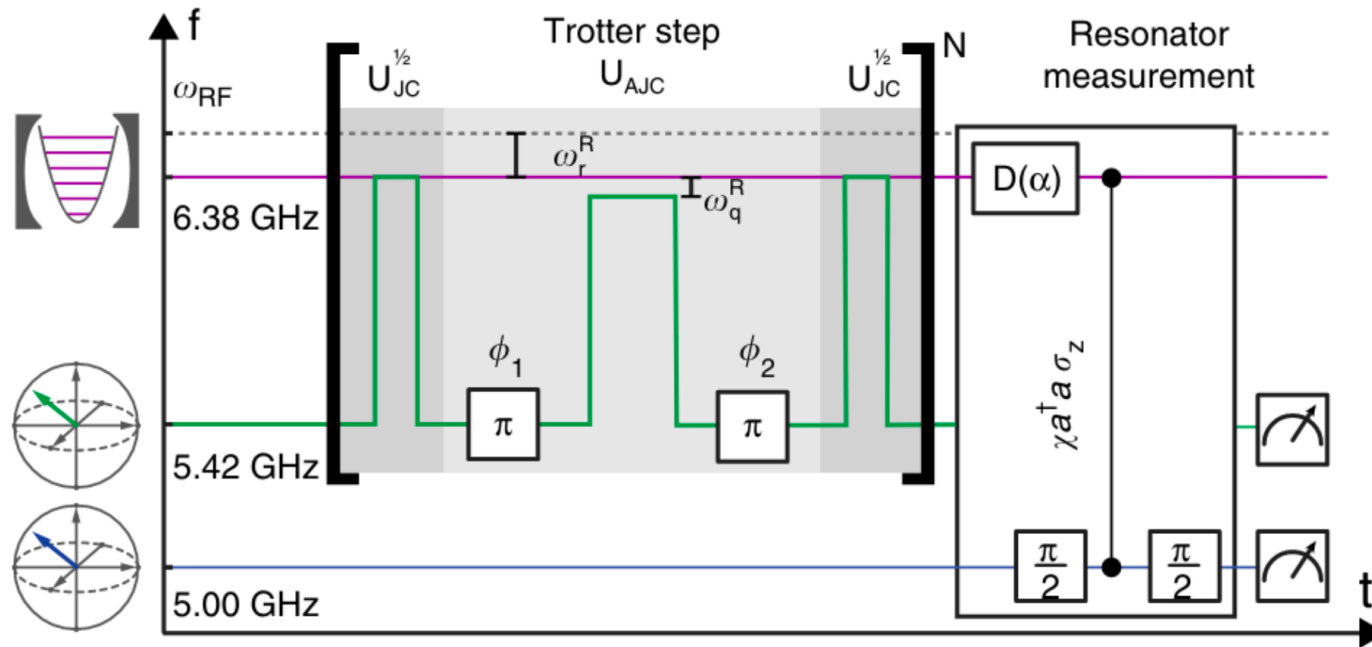 f
ω_RF
Trotter step
U_JC^½
U_AJC
U_JC^½
N
Resonator
measurement
ω_r^R
ω_q^R
D(α)
6.38 GHz
ϕ_1
ϕ_2
π
π
χa†a σ_z
5.42 GHz
π/2
π/2
5.00 GHz
t